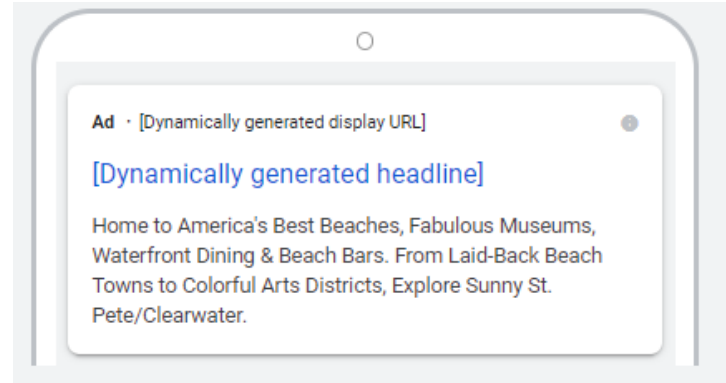 Ad · [Dynamically generated display URL]
[Dynamically generated headline]
Home to America's Best Beaches, Fabulous Museums,
Waterfront Dining & Beach Bars. From Laid-Back Beach
Towns to Colorful Arts Districts, Explore Sunny St.
Pete/Clearwater.